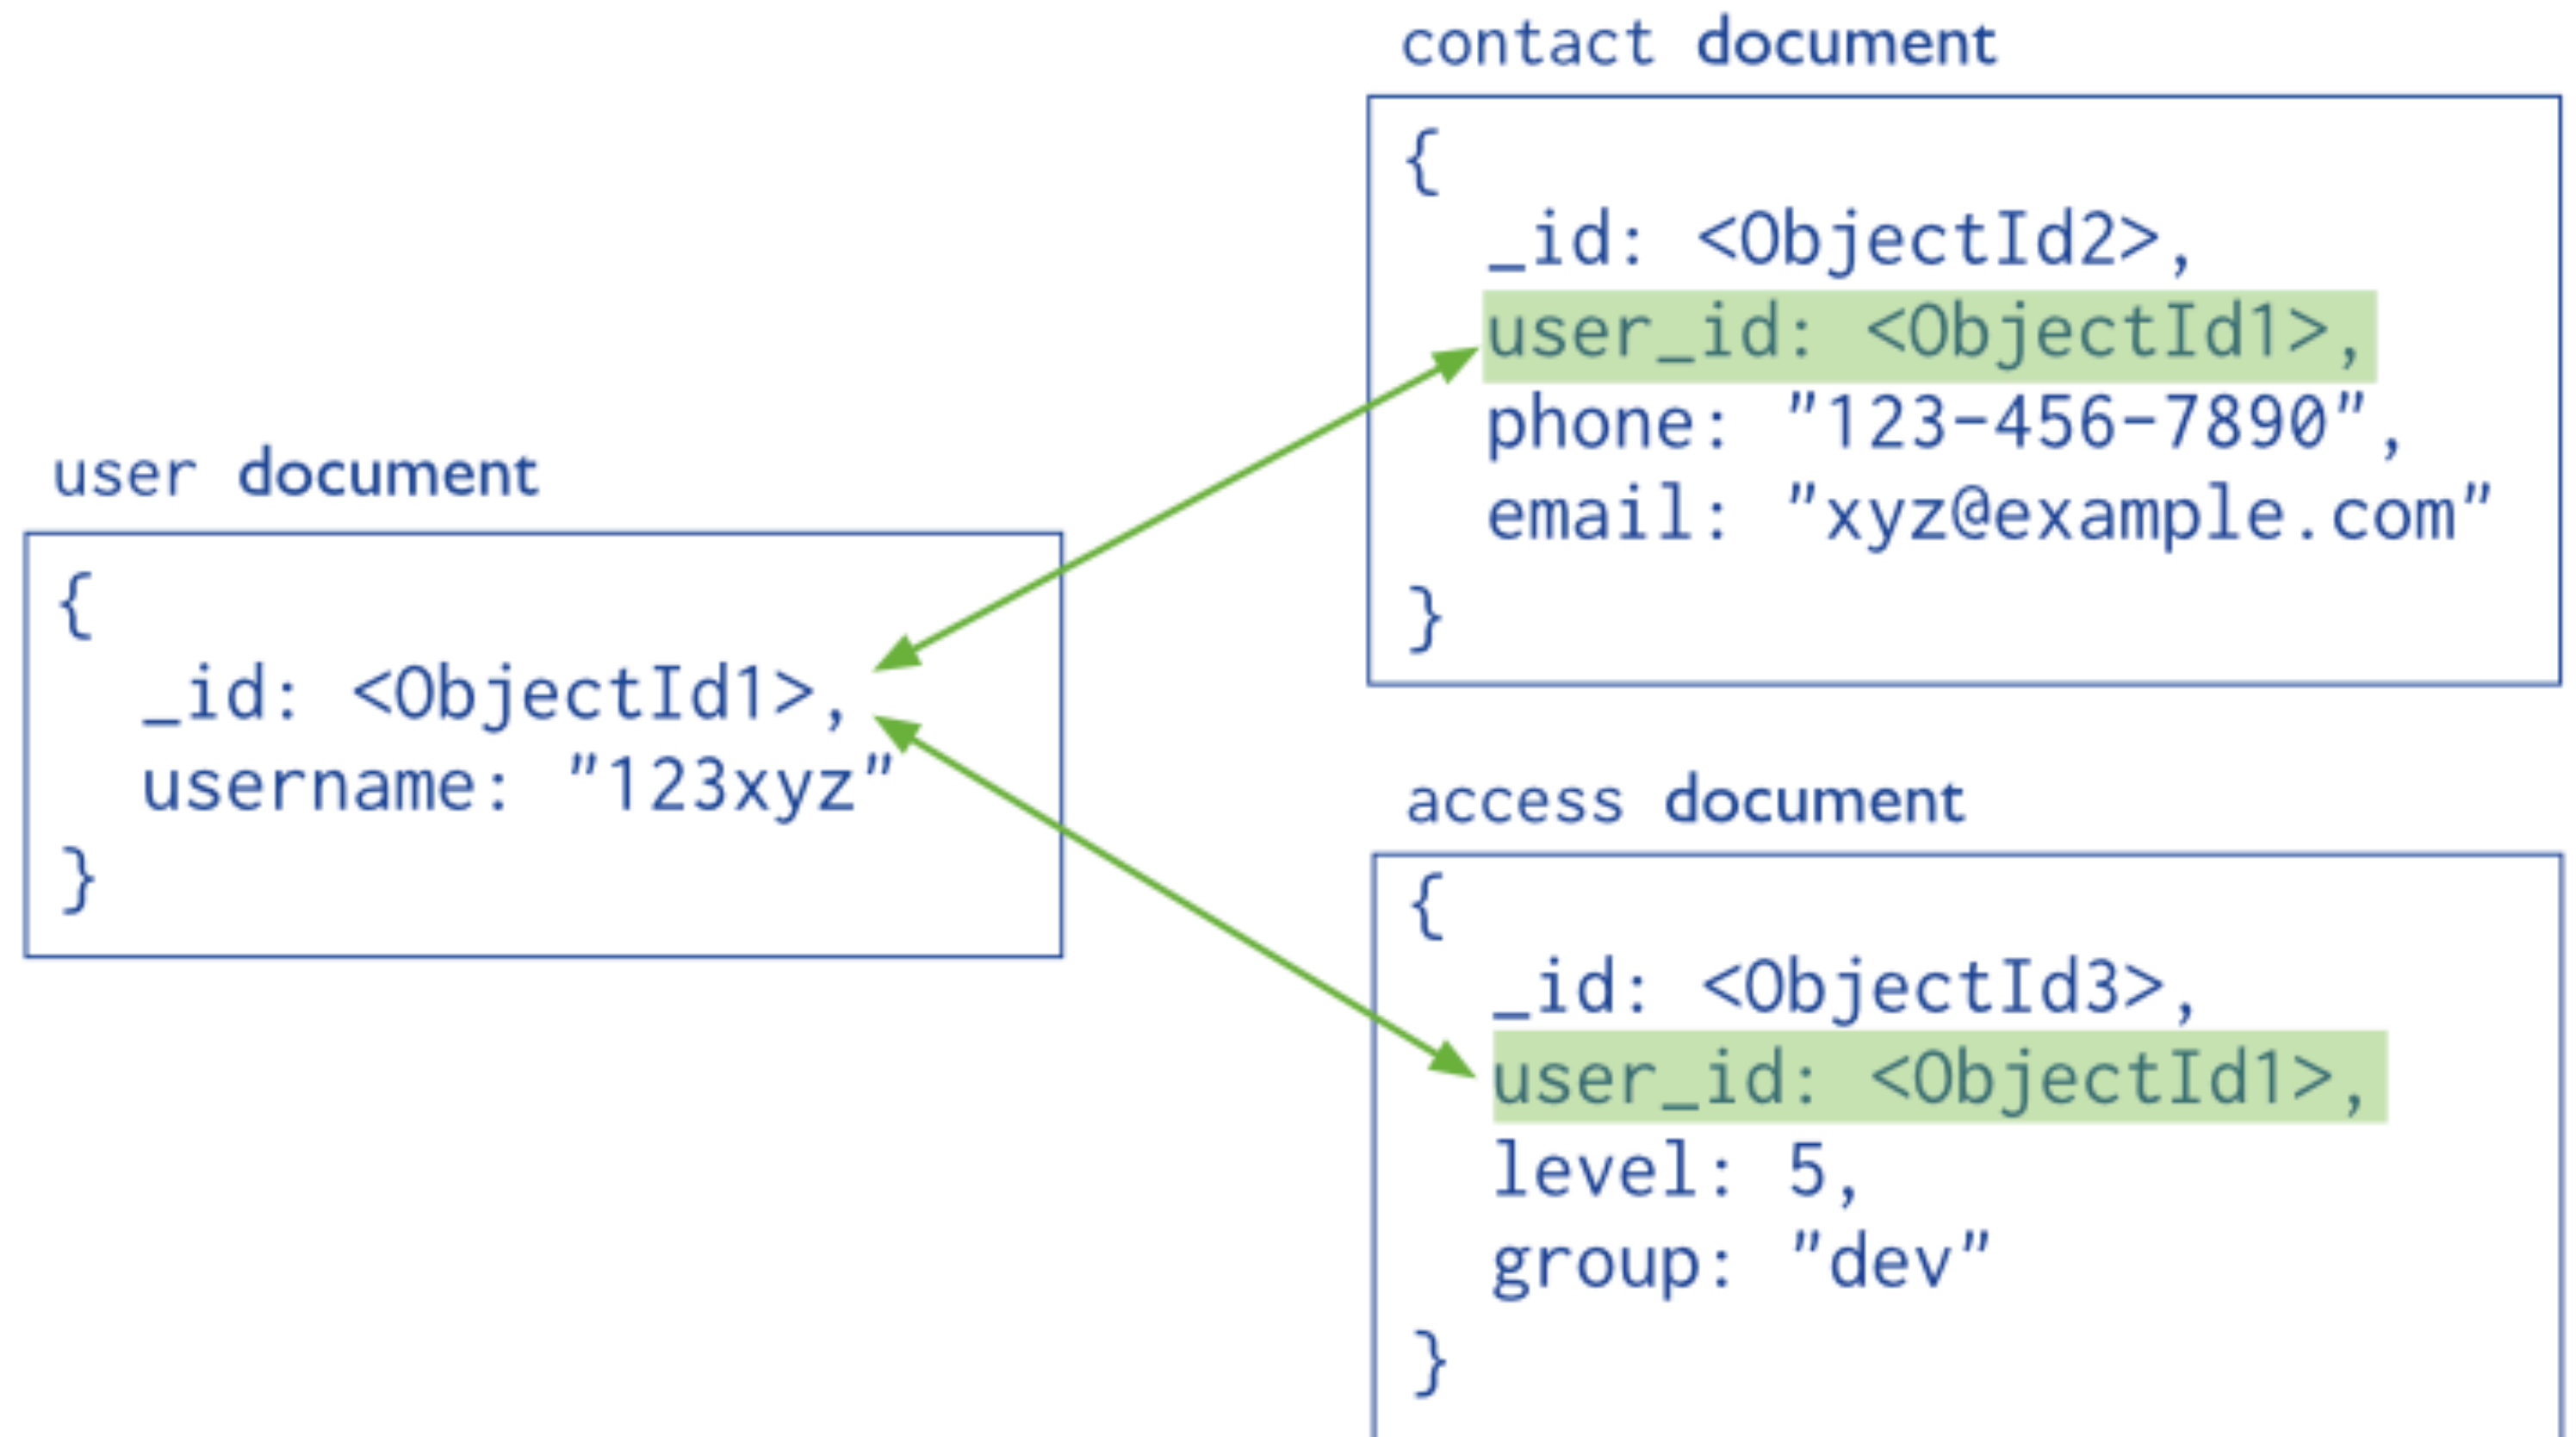 user document
{
_id: <ObjectId1>,
username: "123xyz"
}
contact document
{
_id: <ObjectId2>,
user_id: <ObjectId1>,
phone: "123-456-7890",
email: "xyz@example.com"
}
access document
{
_id: <ObjectId3>,
user_id: <ObjectId1>,
level: 5,
group: "dev"
}